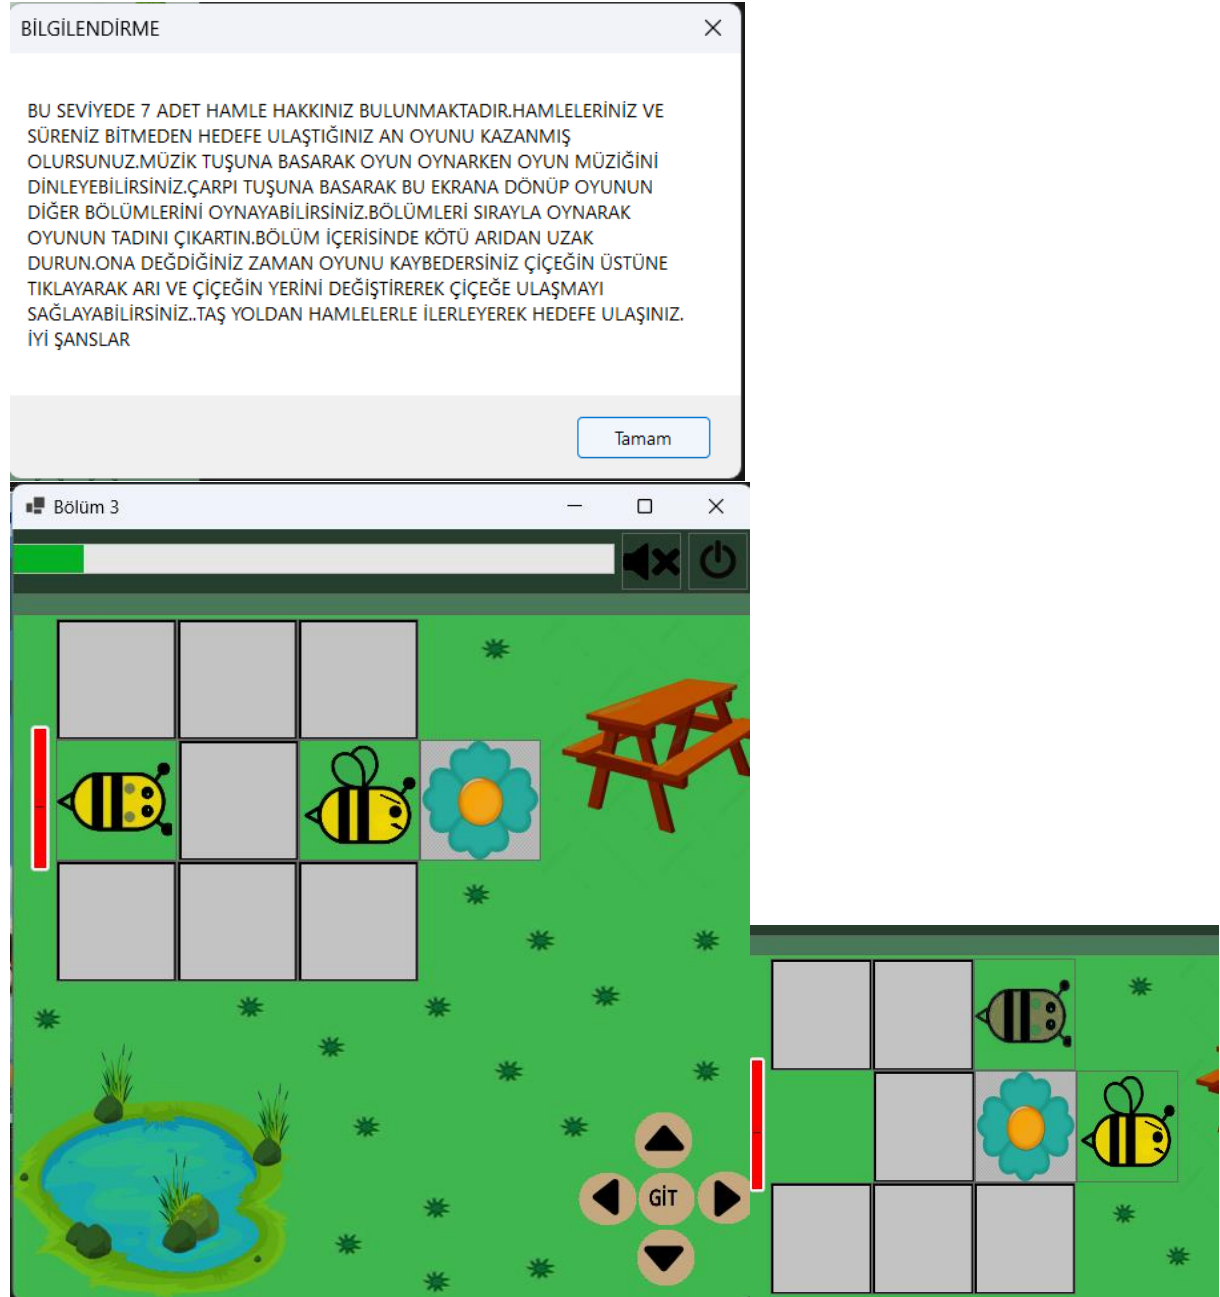 BİLGİLENDİRME
BU SEVİYEDE 7 ADET HAMLE HAKKINIZ BULUNMAKTADIR.HAMLELERİNİZ VE
SÜRENİZ BİTMEDEN HEDEFE ULAŞTIĞINIZ AN OYUNU KAZANMIŞ
OLURSUNUZ.MÜZİK TUŞUNA BASARAK OYUN OYNARKEN OYUN MÜZİĞİNİ
DİNLEYEBİLİRSİNİZ.ÇARPI TUŞUNA BASARAK BU EKRANA DÖNÜP OYUNUN
DİĞER BÖLÜMLERİNİ OYNAYABİLİRSİNİZ.BÖLÜMLERİ SIRAYLA OYNARAK
OYUNUN TADINI ÇIKARTIN.BÖLÜM İÇERİSİNDE KÖTÜ ARIDAN UZAK
DURUN.ONA DEĞDİĞİNİZ ZAMAN OYUNU KAYBEDERSİNİZ ÇİÇEĞİN ÜSTÜNE
TIKLAYARAK ARI VE ÇİÇEĞİN YERİNİ DEĞİŞTİREREK ÇİÇEĞE ULAŞMAYI
SAĞLAYABİLİRSİNİZ..TAŞ YOLDAN HAMLELERLE İLERLEYEREK HEDEFE ULAŞINIZ.
İYİ ŞANSLAR
Tamam
Bölüm 3
GİT